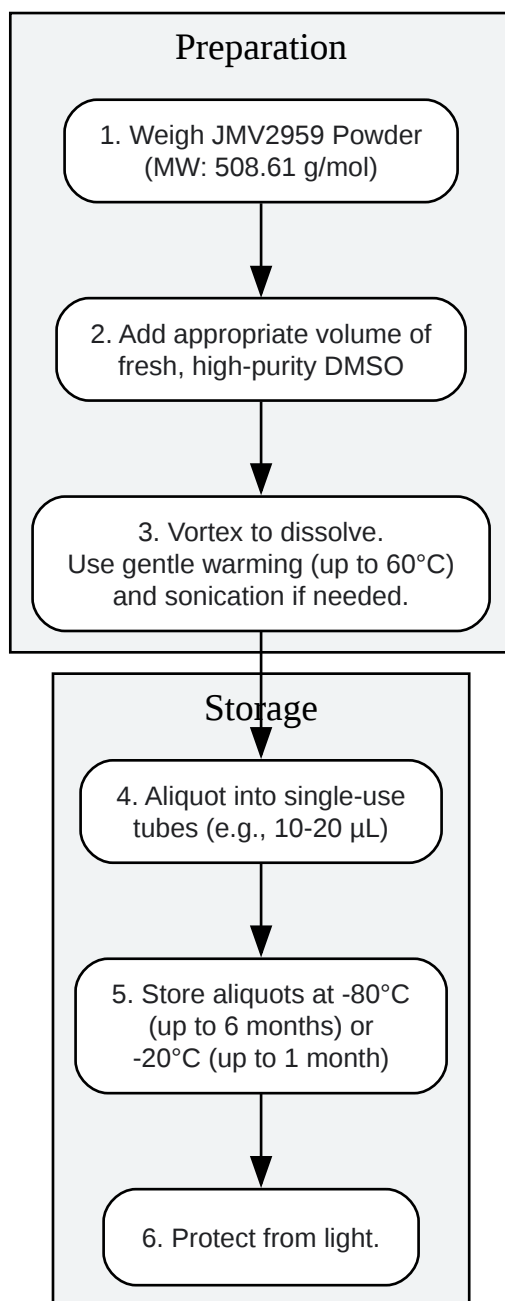 Preparation
1. Weigh JMV2959 Powder
(MW: 508.61 g/mol)
2. Add appropriate volume of
fresh, high-purity DMSO
3. Vortex to dissolve.
Use gentle warming (up to 60°C)
and sonication if needed.
Storage
4. Aliquot into single-use
tubes (e.g., 10-20 µL)
5. Store aliquots at -80°C
(up to 6 months) or
-20°C (up to 1 month)
6. Protect from light.